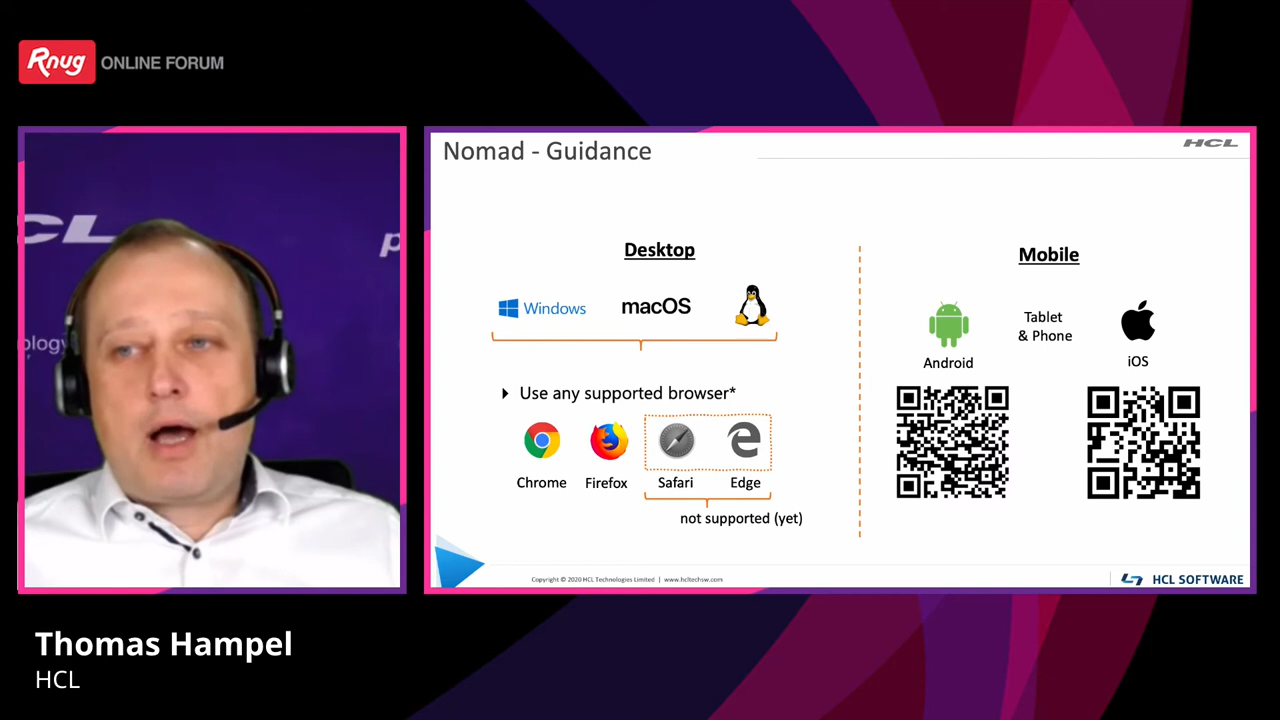 Rnug ONLINE FORUM
CL
p
ology
Nomad - Guidance
HCL
Desktop
Windows
macOS
Use any supported browser*
Chrome
Firefox
Safari
Edge
not supported (yet)
Mobile
Android
Tablet
& Phone
iOS
Copyright © 2020 HCL Technologies Limited | www.hcltechsw.com
HCL SOFTWARE
Thomas Hampel
HCL